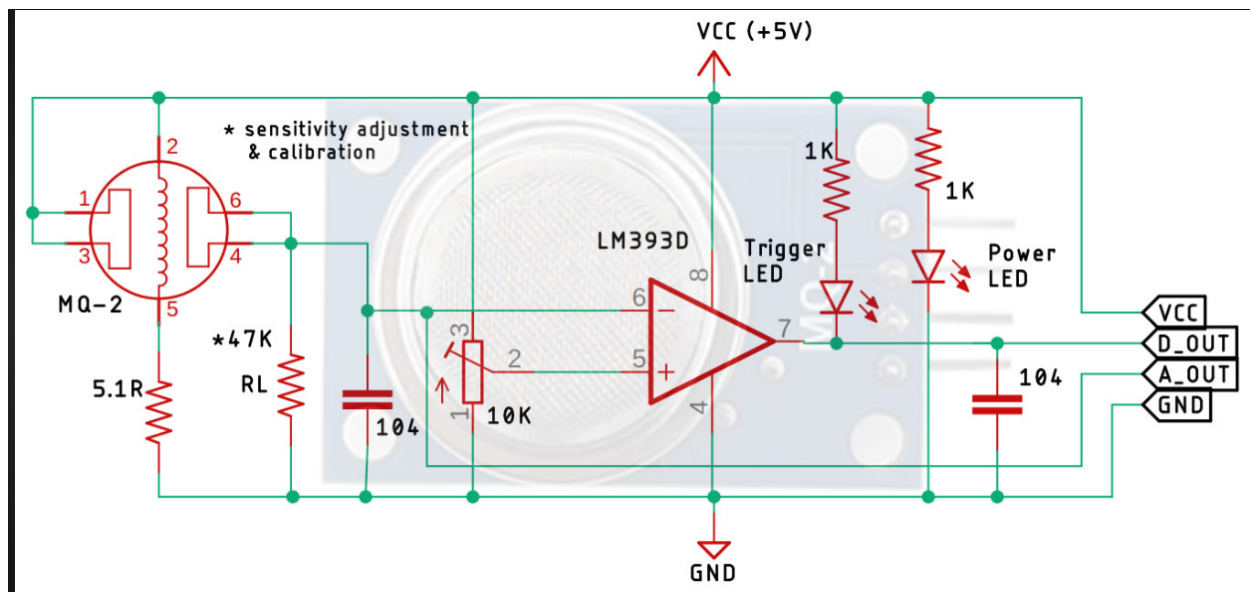 VCC (+5V)
* sensitivity adjustment
& calibration
2
1K
1
6
1K
LM393D
Trigger
LED
Power
LED
8
3
4
MQ-2
5
6
-
7
VCC
*47K
3
D_OUT
RL
2
5
+
A_OUT
104
5.1R
1
10K
4
GND
104
MQ-2
GND